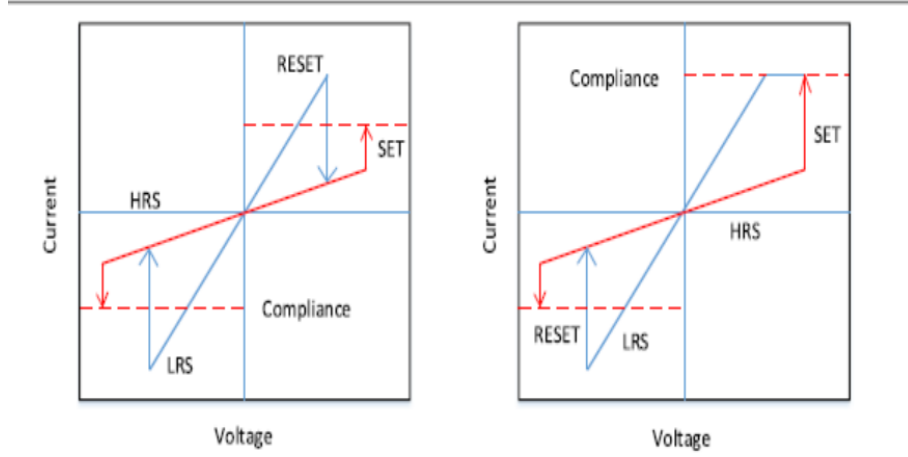 RESET
SET
HRS
Current
Compliance
LRS
Voltage
Compliance
SET
Current
HRS
RESET
LRS
Voltage